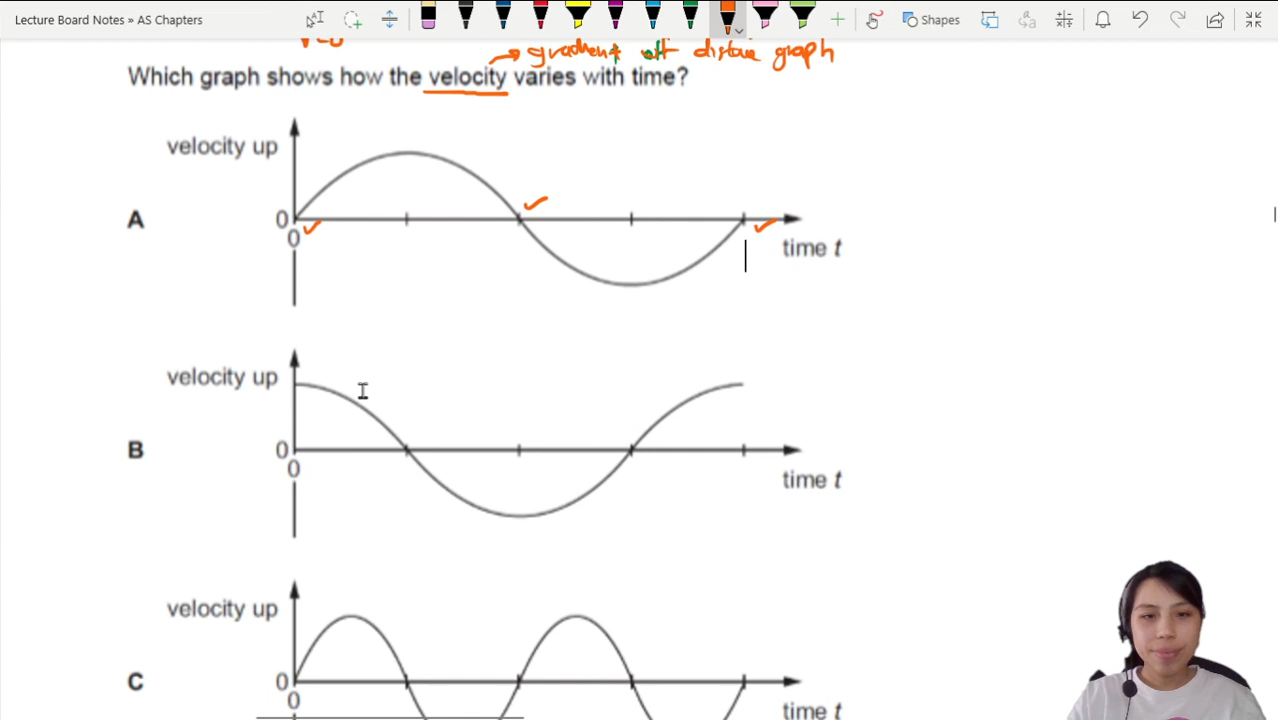 Lecture Board Notes » AS Chapters
Shapes
gradient of distance graph
Which graph shows how the velocity varies with time?
velocity up
A
0
0
time t
velocity up
B
0
0
time t
velocity up
C
0
0
time t